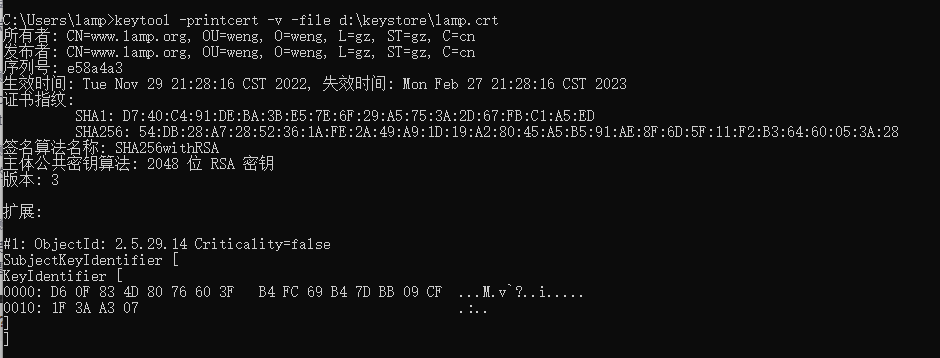 C:\Users\lamp>keytool -printcert -v -file d:\keystore\lamp.crt
所有者: CN=www.lamp.org, OU=weng, O=weng, L=gz, ST=gz, C=cn
发布者: CN=www.lamp.org, OU=weng, O=weng, L=gz, ST=gz, C=cn
序列号: e58a4a3
生效时间: Tue Nov 29 21:28:16 CST 2022, 失效时间: Mon Feb 27 21:28:16 CST 2023
证书指纹:
SHA1: D7:40:C4:91:DE:BA:3B:E5:7E:6F:29:A5:75:3A:2D:67:FB:C1:A5:ED
SHA256: 54:DB:28:A7:28:52:36:1A:FE:2A:49:A9:1D:19:A2:80:45:A5:B5:91:AE:8F:6D:5F:11:F2:B3:64:60:05:3A:28
签名算法名称: SHA256withRSA
主体公共密钥算法: 2048 位 RSA 密钥
版本: 3
扩展:
#1: ObjectId: 2.5.29.14 Criticality=false
SubjectKeyIdentifier [
KeyIdentifier [
0000: D6 0F 83 4D 80 76 60 3F   B4 FC 69 B4 7D BB 09 CF  ...M.v`?..i.....
0010: 1F 3A A3 07                                        .:..
]
]